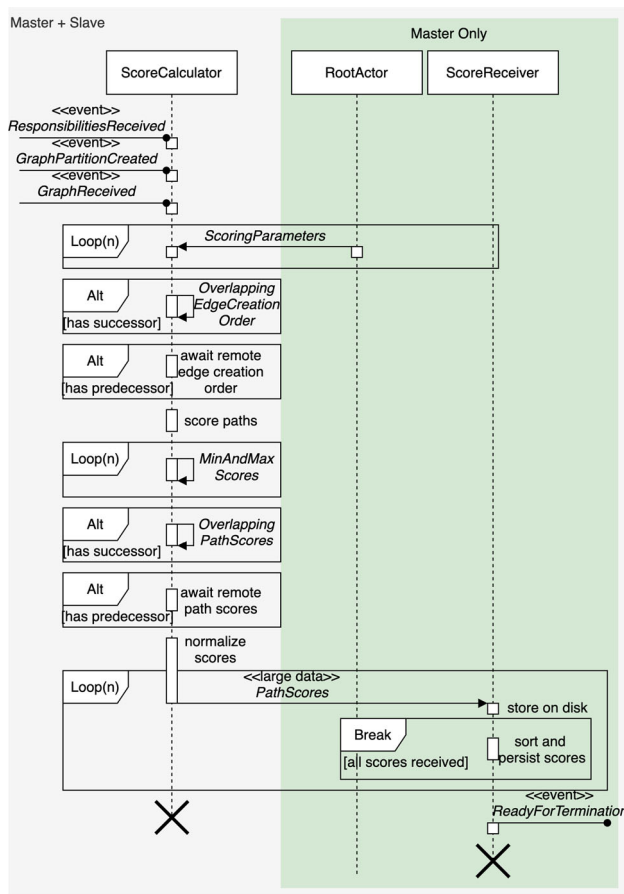 Master + Slave
Master Only
ScoreCalculator
RootActor
ScoreReceiver
<<event>>
ResponsibilitiesReceived
<<event>>
GraphPartitionCreated
<<event>>
GraphReceived
Loop(n)
ScoringParameters
Alt
[has successor]
Overlapping
EdgeCreation
Order
Alt
[has predecessor]
await remote
edge creation
order
score paths
Loop(n)
MinAndMax
Scores
Alt
[has successor]
Overlapping
PathScores
Alt
[has predecessor]
await remote
path scores
normalize
scores
Loop(n)
<<large data>>
PathScores
store on disk
Break
[all scores received]
sort and
persist scores
<<event>>
ReadyForTermination